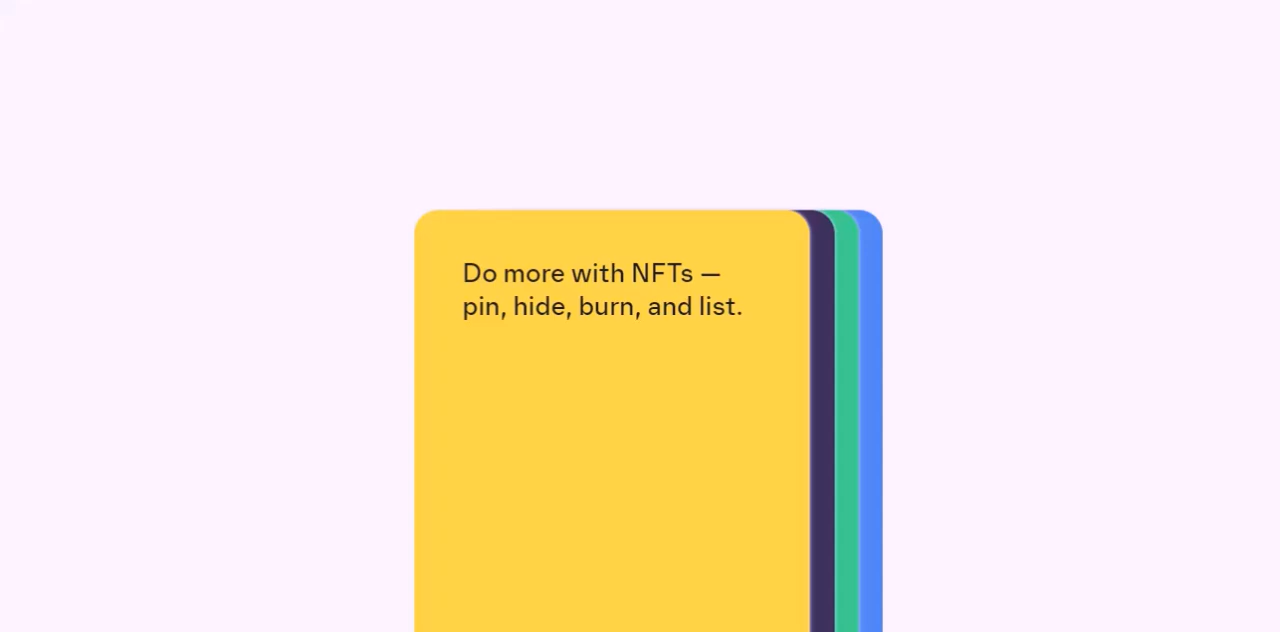 Do more with NFTs —
pin, hide, burn, and list.